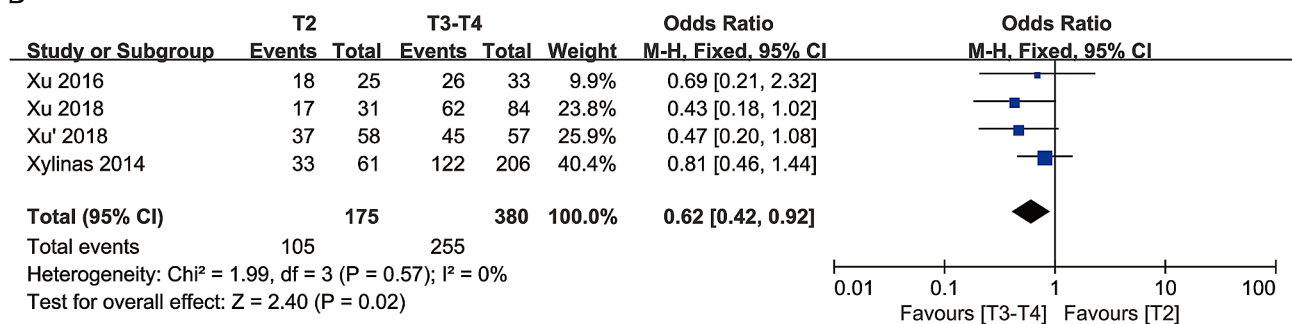 T2 T3-T4 Odds Ratio Odds Ratio
Study or Subgroup Events Total Events Total Weight M-H, Fixed, 95% CI M-H, Fixed, 95% CI
Xu 2016 18 25 26 33 9.9% 0.69 [0.21, 2.32]
Xu 2018 17 31 62 84 23.8% 0.43 [0.18, 1.02]
Xu' 2018 37 58 45 57 25.9% 0.47 [0.20, 1.08]
Xylinas 2014 33 61 122 206 40.4% 0.81 [0.46, 1.44]
Total (95% CI) 175 380 100.0% 0.62 [0.42, 0.92]
Total events 105 255
Heterogeneity: Chi² = 1.99, df = 3 (P = 0.57); I² = 0%
Test for overall effect: Z = 2.40 (P = 0.02)
0.01 0.1 1 10 100
Favours [T3-T4] Favours [T2]